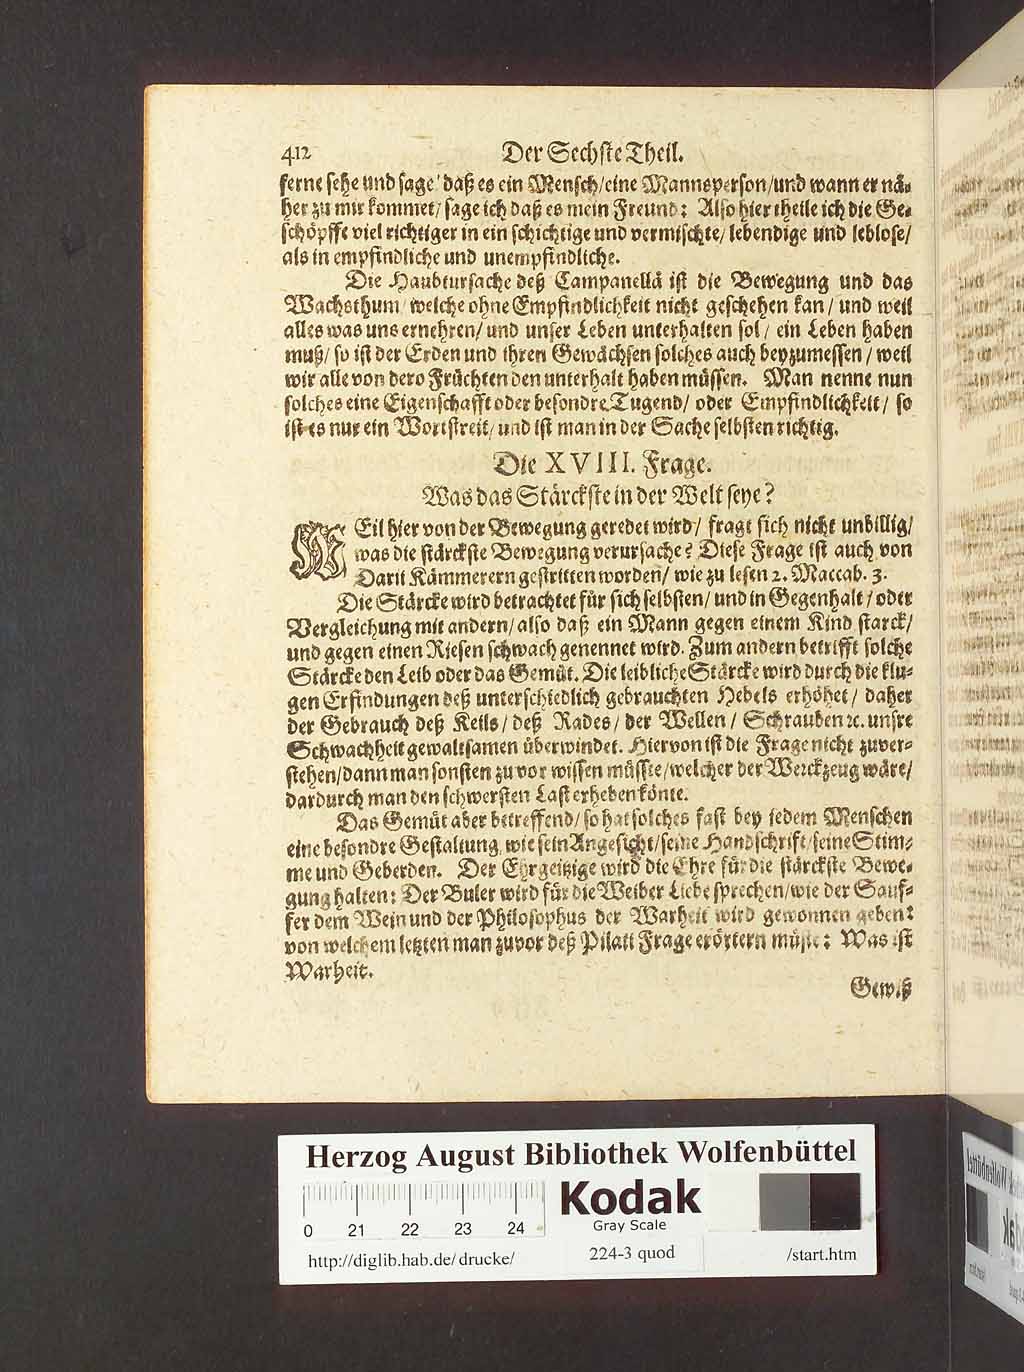 412 Der Sechste Theil.
ferne sehe und sage/ daß es ein Mensch/ eine Mannsperson/ und wann er nä-
her zu mir kommet/ sage ich daß es mein Freund: Also hier theile ich die Ge-
schöpffe viel richtiger in ein schichtige und vermischte/ lebendige und leblose/
als in empfindliche und unempfindliche.
Die Haubtursache deß Campanellä ist die Bewegung und das
Wachsthum/ welche ohne Empfindlichkeit nicht geschehen kan/ und weil
alles was uns ernehren/ und unser Leben unterhalten sol/ ein Leben haben
muß/ so ist der Erden und ihren Gewächsen solches auch beyzumessen/ weil
wir alle von dero Früchten den unterhalt haben müssen. Man nenne nun
solches eine Eigenschafft oder besondre Tugend/ oder Empfindlichkeit/ so
ist es nur ein Wortstreit/ und ist man in der Sache selbsten richtig.
Die XVIII. Frage.
Was das Stärckste in der Welt seye?
WEil hier von der Bewegung geredet wird/ fragt sich nicht unbillig/
was die stärckste Bewegung verursache? Diese Frage ist auch von
Darii Kämmerern gestritten worden/ wie zu lesen 2. Maccab. 3.
Die Stärcke wird betrachtet für sich selbsten/ und in Gegenhalt/ oder
Vergleichung mit andern/ also daß ein Mann gegen einem Kind starck/
und gegen einen Riesen schwach genennet wird. Zum andern betrifft solche
Stärcke den Leib oder das Gemüt. Die leibliche Stärcke wird durch die klu-
gen Erfindungen deß unterschiedlich gebrauchten Hebels erhöhet/ daher
der Gebrauch deß Keils/ deß Rades/ der Wellen/ Schrauben ꝛc. unsre
Schwachheit gewaltsamen überwindet. Hiervon ist die Frage nicht zuver-
stehen/ dann man sonsten zuvor wissen müsste/ welcher der Werckzeug wäre/
dardurch man den schwersten Last erheben könte.
Das Gemüt aber betreffend/ so hat solches fast bey jedem Menschen
eine besondre Gestaltung/ wie sein Angesicht/ seine Handschrift/ seine Stim-
me und Geberden. Der Ehrgeitzige wird die Ehre für die stärckste Bewe-
gung halten: Der Buler wird für die Weiber Liebe sprechen/ wie der Sauf-
fer dem Wein und der Philosophus der Warheit wird gewonnen geben:
von welchem letzten man zuvor deß Pilati Frage erörtern müste: Was ist
Warheit.
Gewiß
Herzog August Bibliothek Wolfenbüttel
0 21 22 23 24
Kodak
Gray Scale
http://diglib.hab.de/drucke/ 224-3 quod /start.htm